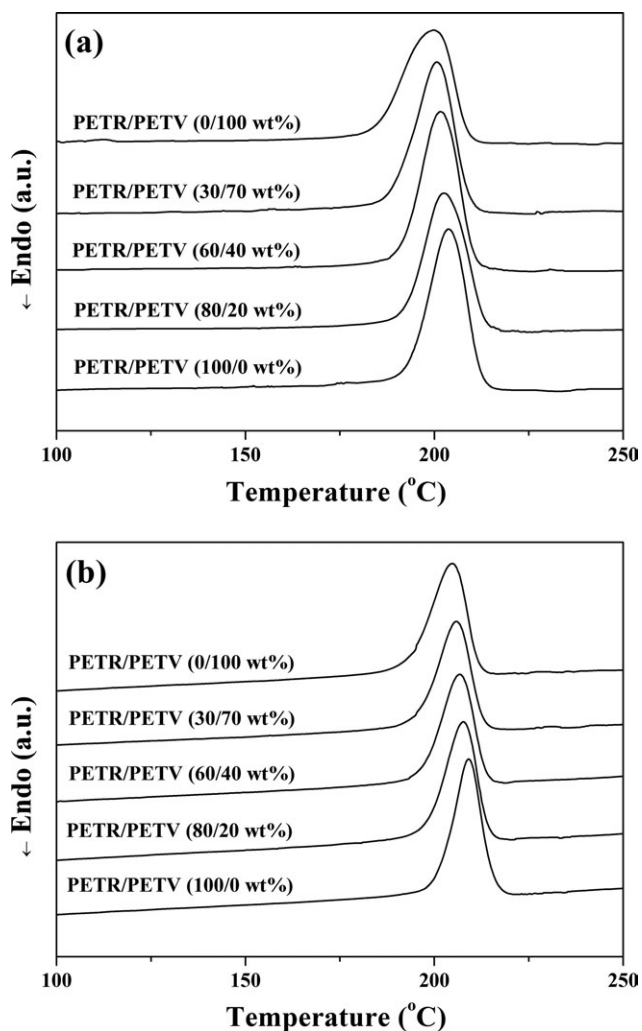 (a)
PETR/PETV (0/100 wt%)
PETR/PETV (30/70 wt%)
PETR/PETV (60/40 wt%)
PETR/PETV (80/20 wt%)
PETR/PETV (100/0 wt%)
← Endo (a.u.)
100 150 200 250
Temperature (°C)
(b)
PETR/PETV (0/100 wt%)
PETR/PETV (30/70 wt%)
PETR/PETV (60/40 wt%)
PETR/PETV (80/20 wt%)
PETR/PETV (100/0 wt%)
← Endo (a.u.)
100 150 200 250
Temperature (°C)